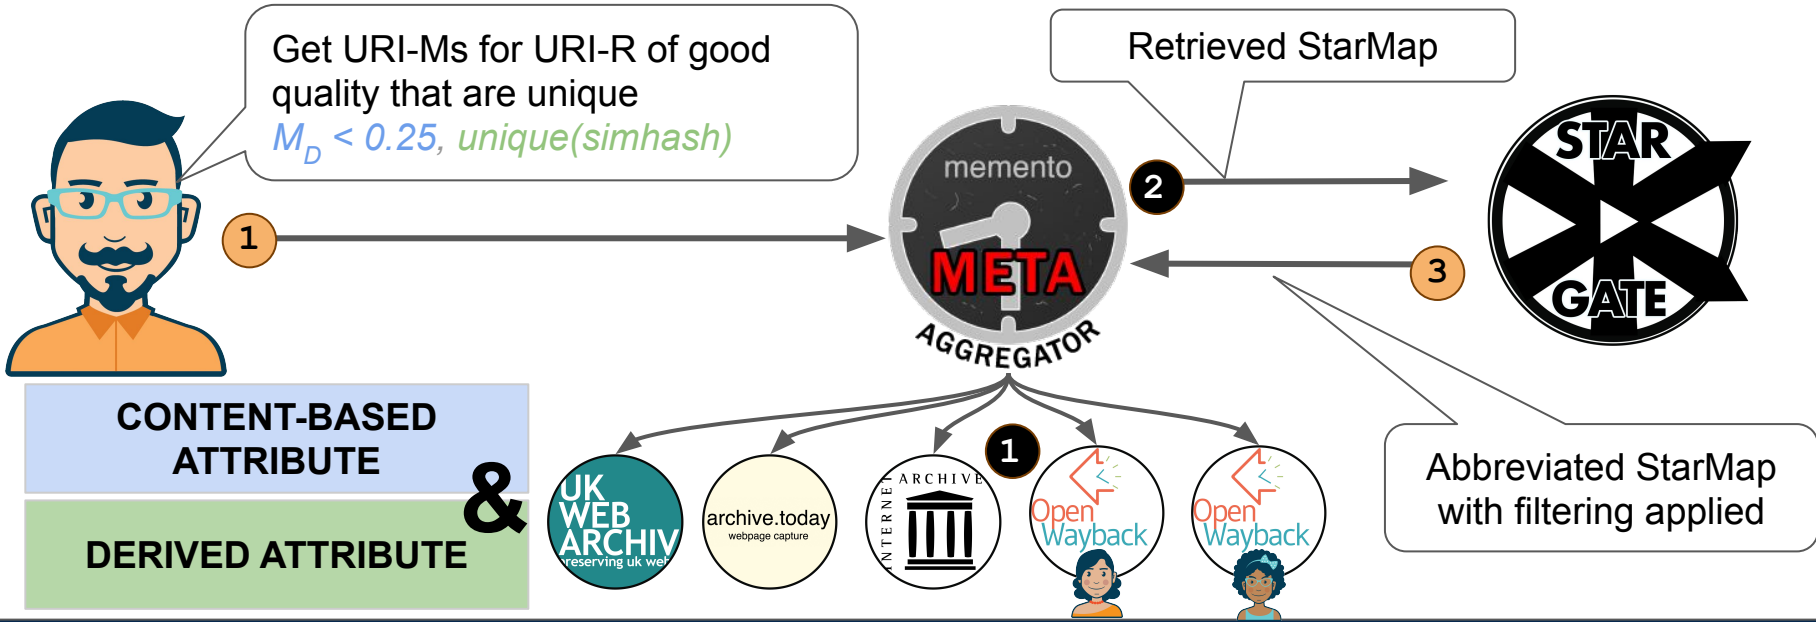 Get URI-Ms for URI-R of good
quality that are unique
M_D < 0.25, unique(simhash)
Retrieved StarMap
1
memento
META
AGGREGATOR
2
3
STAR
GATE
CONTENT-BASED
ATTRIBUTE
&
DERIVED ATTRIBUTE
UK
WEB
ARCHIV
preserving uk web
archive.today
webpage capture
INTERNET
ARCHIVE
1
Open
Wayback
Open
Wayback
Abbreviated StarMap
with filtering applied